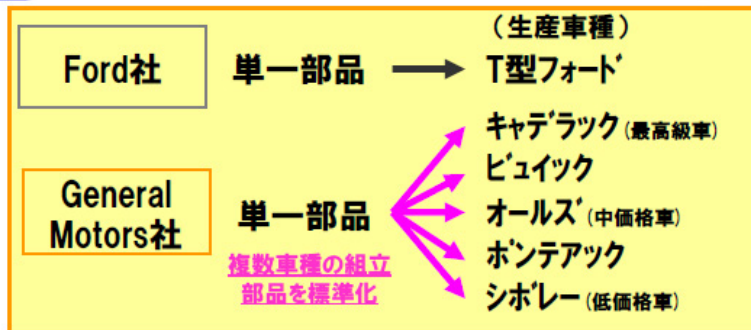 （生産車種）
Ford社 単一部品 T型フォード
キャデラック(最高級車)
ビュイック
General Motors社 単一部品 オールズ(中価格車)
複数車種の組立
部品を標準化
ポンテアック
シボレー(低価格車)